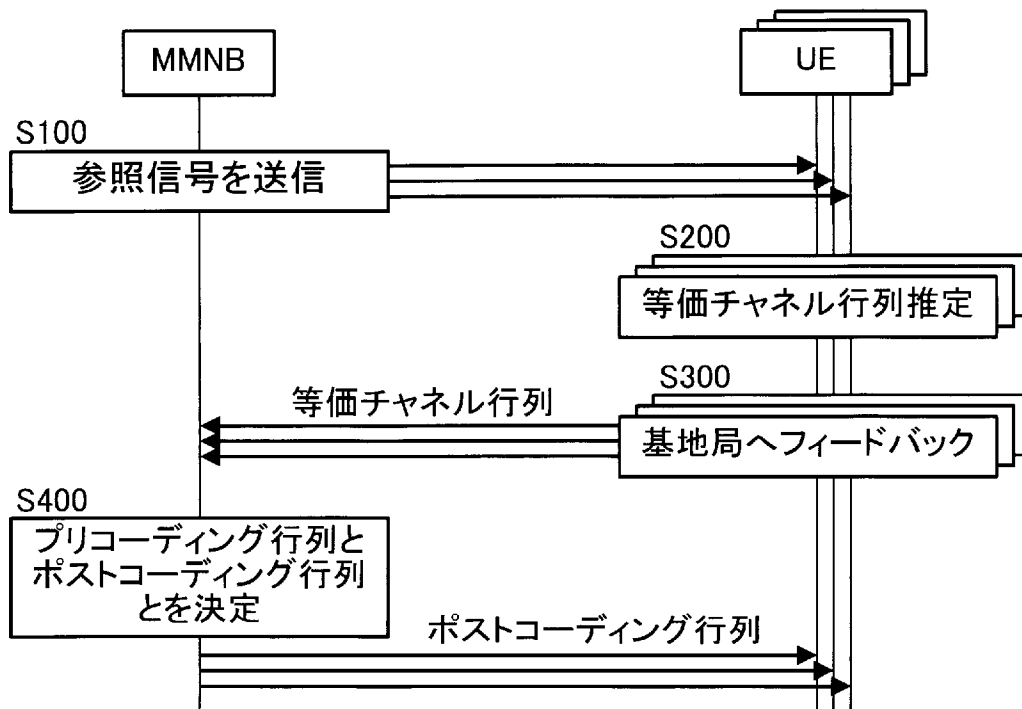 MMNB
UE
S100
参照信号を送信
S200
等価チャネル行列推定
S300
等価チャネル行列
基地局へフィードバック
S400
プリコーディング行列と
ポストコーディング行列
とを決定
ポストコーディング行列